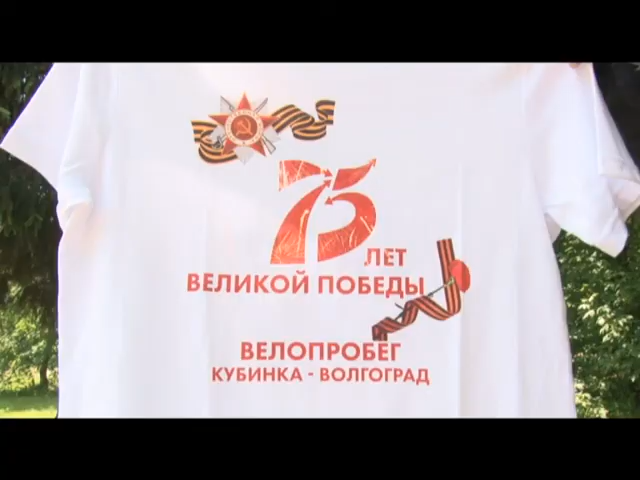 75
ЛЕТ
ВЕЛИКОЙ ПОБЕДЫ
ВЕЛОПРОБЕГ
КУБИНКА - ВОЛГОГРАД